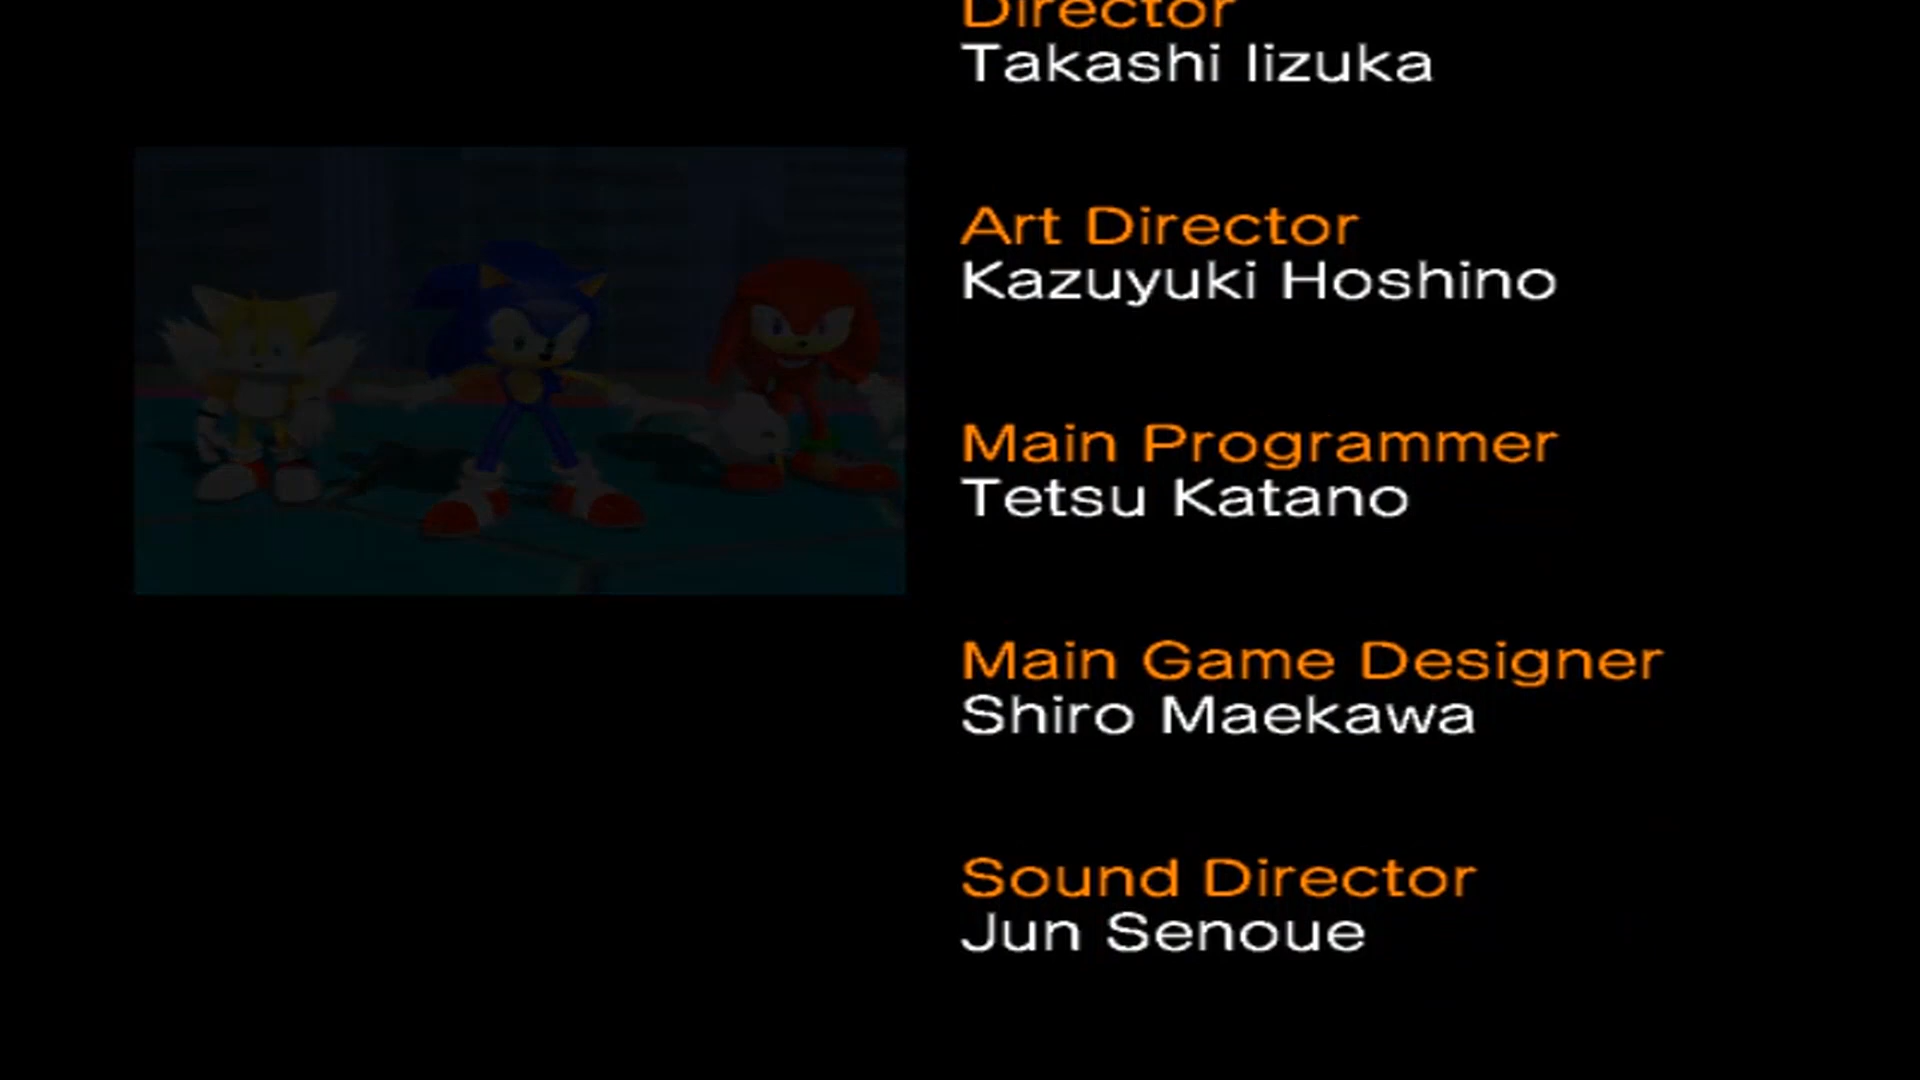 Director
Takashi Iizuka
Art Director
Kazuyuki Hoshino
Main Programmer
Tetsu Katano
Main Game Designer
Shiro Maekawa
Sound Director
Jun Senoue